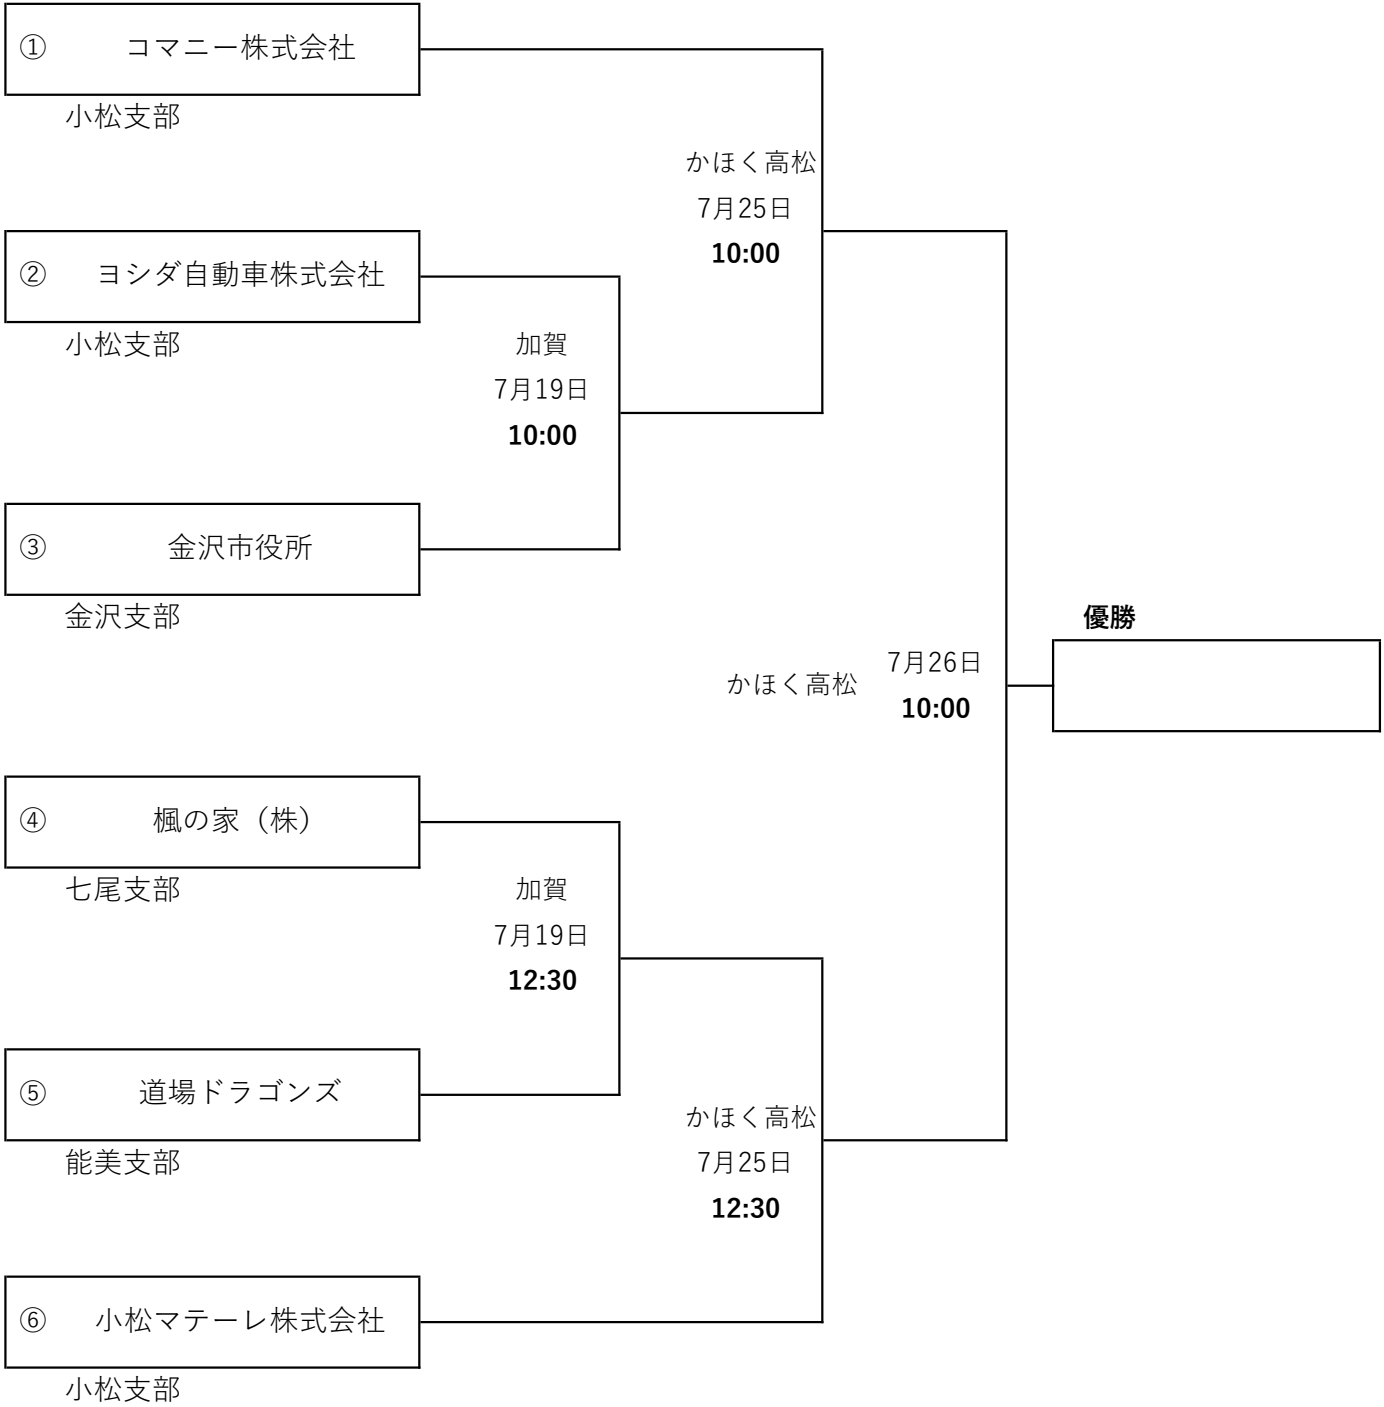 ① コマニー株式会社
小松支部
かほく高松
7月25日
10:00
② ヨシダ自動車株式会社
小松支部
加賀
7月19日
10:00
③ 金沢市役所
金沢支部
優勝
かほく高松
7月26日
10:00
④ 楓の家（株）
七尾支部
加賀
7月19日
12:30
⑤ 道場ドラゴンズ
能美支部
かほく高松
7月25日
12:30
⑥ 小松マテーレ株式会社
小松支部